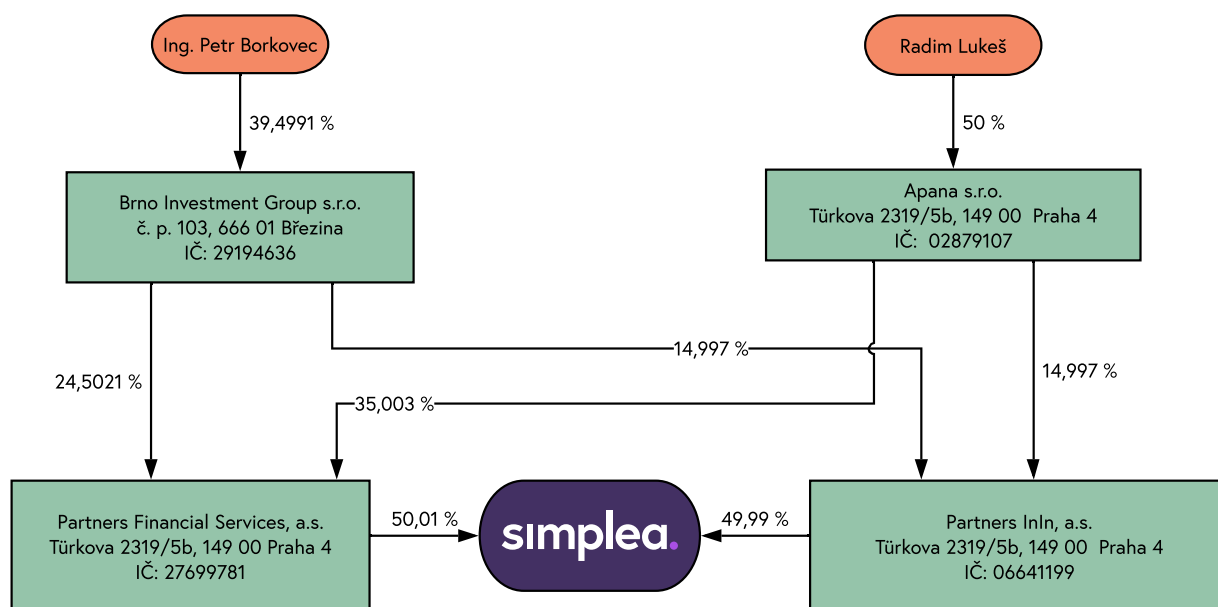 Ing. Petr Borkovec
Radim Lukeš
39,4991 %
50 %
Brno Investment Group s.r.o.
č. p. 103, 666 01 Březina
IČ: 29194636
Apana s.r.o.
Türkova 2319/5b, 149 00 Praha 4
IČ: 02879107
14,997 %
24,5021 %
14,997 %
35,003 %
Partners Financial Services, a.s.
Türkova 2319/5b, 149 00 Praha 4
IČ: 27699781
50,01 %
simplea.
49,99 %
Partners InIn, a.s.
Türkova 2319/5b, 149 00 Praha 4
IČ: 06641199